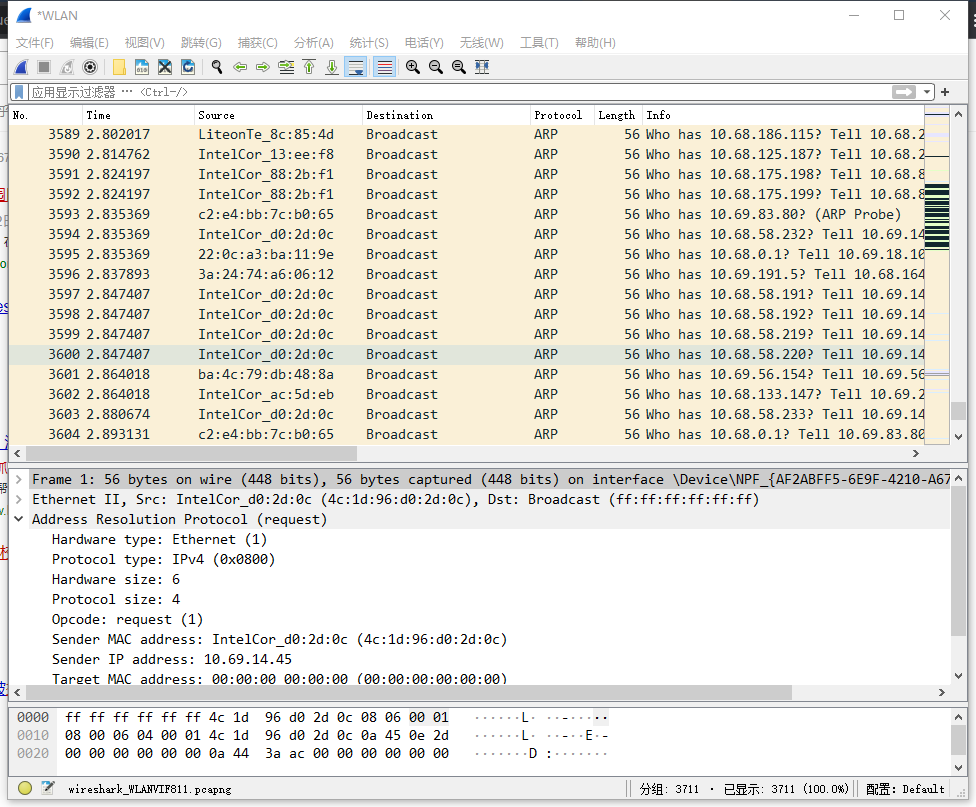 *WLAN
文件(F) 编辑(E) 视图(V) 跳转(G) 捕获(C) 分析(A) 统计(S) 电话(Y) 无线(W) 工具(T) 帮助(H)
应用显示过滤器 ⋯ <Ctrl-/>
No. Time Source Destination Protocol Length Info
3589 2.802017 LiteonTe_8c:85:4d Broadcast ARP 56 Who has 10.68.186.115? Tell 10.68.2
3590 2.814762 IntelCor_13:ee:f8 Broadcast ARP 56 Who has 10.68.125.187? Tell 10.68.2
3591 2.824197 IntelCor_88:2b:f1 Broadcast ARP 56 Who has 10.68.175.198? Tell 10.68.8
3592 2.824197 IntelCor_88:2b:f1 Broadcast ARP 56 Who has 10.68.175.199? Tell 10.68.8
3593 2.835369 c2:e4:bb:7c:b0:65 Broadcast ARP 56 Who has 10.69.83.80? (ARP Probe)
3594 2.835369 IntelCor_d0:2d:0c Broadcast ARP 56 Who has 10.68.58.232? Tell 10.69.14
3595 2.835369 22:0c:a3:ba:11:9e Broadcast ARP 56 Who has 10.68.0.1? Tell 10.69.18.10
3596 2.837893 3a:24:74:a6:06:12 Broadcast ARP 56 Who has 10.69.191.5? Tell 10.68.164
3597 2.847407 IntelCor_d0:2d:0c Broadcast ARP 56 Who has 10.68.58.191? Tell 10.69.14
3598 2.847407 IntelCor_d0:2d:0c Broadcast ARP 56 Who has 10.68.58.192? Tell 10.69.14
3599 2.847407 IntelCor_d0:2d:0c Broadcast ARP 56 Who has 10.68.58.219? Tell 10.69.14
3600 2.847407 IntelCor_d0:2d:0c Broadcast ARP 56 Who has 10.68.58.220? Tell 10.69.14
3601 2.864018 ba:4c:79:db:48:8a Broadcast ARP 56 Who has 10.69.56.154? Tell 10.69.56
3602 2.864018 IntelCor_ac:5d:eb Broadcast ARP 56 Who has 10.68.133.147? Tell 10.69.2
3603 2.880674 IntelCor_d0:2d:0c Broadcast ARP 56 Who has 10.68.58.233? Tell 10.69.14
3604 2.893131 c2:e4:bb:7c:b0:65 Broadcast ARP 56 Who has 10.68.0.1? Tell 10.69.83.80
Frame 1: 56 bytes on wire (448 bits), 56 bytes captured (448 bits) on interface \Device\NPF_{AF2ABFF5-6E9F-4210-A67
Ethernet II, Src: IntelCor_d0:2d:0c (4c:1d:96:d0:2d:0c), Dst: Broadcast (ff:ff:ff:ff:ff:ff)
Address Resolution Protocol (request)
Hardware type: Ethernet (1)
Protocol type: IPv4 (0x0800)
Hardware size: 6
Protocol size: 4
Opcode: request (1)
Sender MAC address: IntelCor_d0:2d:0c (4c:1d:96:d0:2d:0c)
Sender IP address: 10.69.14.45
Target MAC address: 00:00:00_00:00:00 (00:00:00:00:00:00)
0000 ff ff ff ff ff ff 4c 1d 96 d0 2d 0c 08 06 00 01 ······L· ··-·····
0010 08 00 06 04 00 01 4c 1d 96 d0 2d 0c 0a 45 0e 2d ······L· ··-··E·-
0020 00 00 00 00 00 00 0a 44 3a ac 00 00 00 00 00 00 ·······D :·······
wireshark_WLANVIF811.pcapng 分组: 3711 · 已显示: 3711 (100.0%) 配置: Default